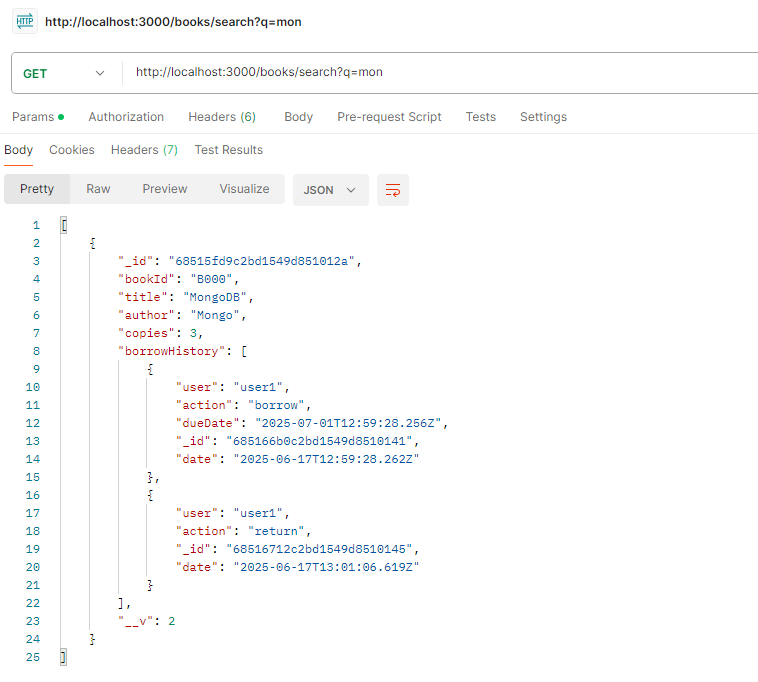 HTTP http://localhost:3000/books/search?q=mon
GET http://localhost:3000/books/search?q=mon
Params Authorization Headers (6) Body Pre-request Script Tests Settings
Body Cookies Headers (7) Test Results
Pretty Raw Preview Visualize JSON
1 [
2 {
3 "_id": "68515fd9c2bd1549d851012a",
4 "bookId": "B000",
5 "title": "MongoDB",
6 "author": "Mongo",
7 "copies": 3,
8 "borrowHistory": [
9 {
10 "user": "user1",
11 "action": "borrow",
12 "dueDate": "2025-07-01T12:59:28.256Z",
13 "_id": "685166b0c2bd1549d8510141",
14 "date": "2025-06-17T12:59:28.262Z"
15 },
16 {
17 "user": "user1",
18 "action": "return",
19 "_id": "68516712c2bd1549d8510145",
20 "date": "2025-06-17T13:01:06.619Z"
21 }
22 ],
23 "__v": 2
24 }
25 ]